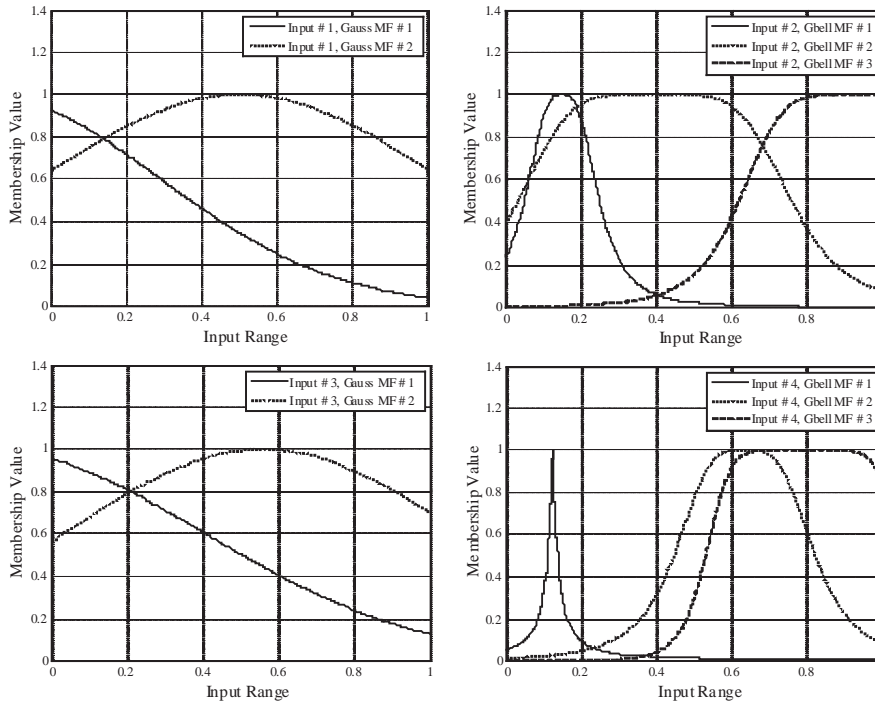 1.4
1.2
1
0.8
0.6
0.4
0.2
0
Membership Value
Input # 1, Gauss MF # 1
Input # 1, Gauss MF # 2
0 0.2 0.4 0.6 0.8 1
Input Range
1.4
1.2
1
0.8
0.6
0.4
0.2
0
Membership Value
Input # 2, Gbell MF # 1
Input # 2, Gbell MF # 2
Input # 2, Gbell MF # 3
0 0.2 0.4 0.6 0.8
Input Range
1.4
1.2
1
0.8
0.6
0.4
0.2
0
Membership Value
Input # 3, Gauss MF # 1
Input # 3, Gauss MF # 2
0 0.2 0.4 0.6 0.8 1
Input Range
1.4
1.2
1
0.8
0.6
0.4
0.2
0
Membership Value
Input # 4, Gbell MF # 1
Input # 4, Gbell MF # 2
Input # 4, Gbell MF # 3
0 0.2 0.4 0.6 0.8
Input Range